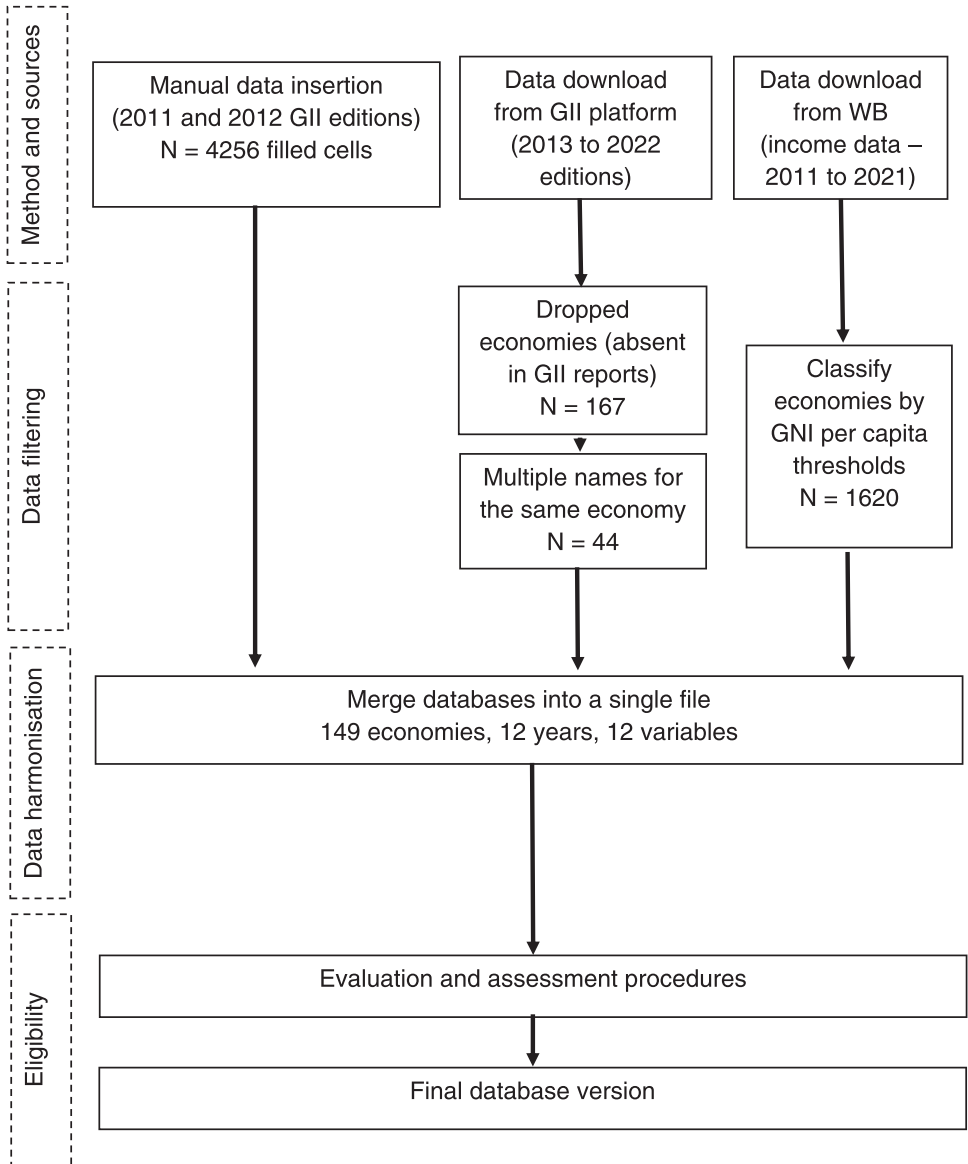 Method and sources
Manual data insertion
(2011 and 2012 GII editions)
N = 4256 filled cells
Data download
from GII platform
(2013 to 2022
editions)
Data download
from WB
(income data –
2011 to 2021)
Data filtering
Dropped
economies (absent
in GII reports)
N = 167
Multiple names for
the same economy
N = 44
Classify
economies by
GNI per capita
thresholds
N = 1620
Data harmonisation
Merge databases into a single file
149 economies, 12 years, 12 variables
Eligibility
Evaluation and assessment procedures
Final database version